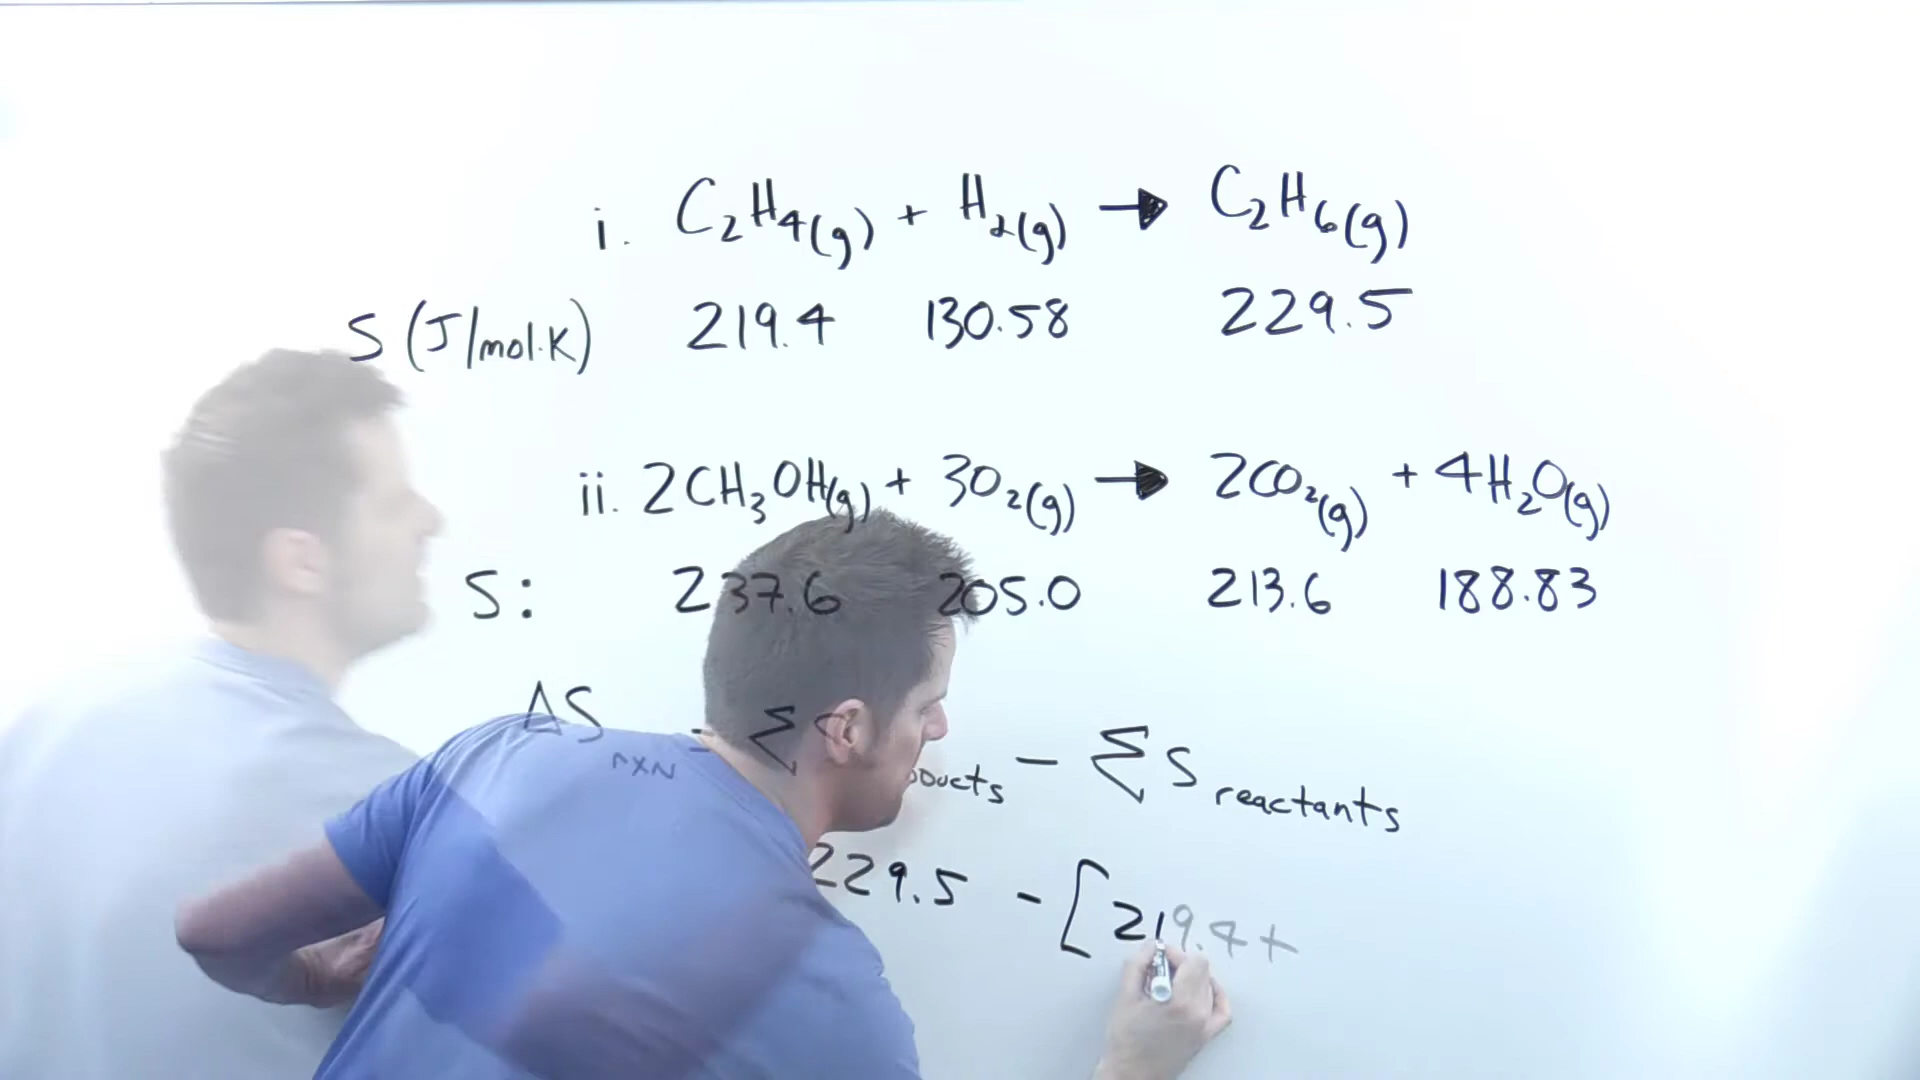 i. C₂H₄(g) + H₂(g) → C₂H₆(g)
S (J/mol·K) 219.4 130.58 229.5
ii. 2CH₃OH(g) + 3O₂(g) → 2CO₂(g) + 4H₂O(g)
S: 237.6 205.0 213.6 188.83
ΔS rxn = Σ S oducts - Σ S reactants
229.5 - [219.4 +